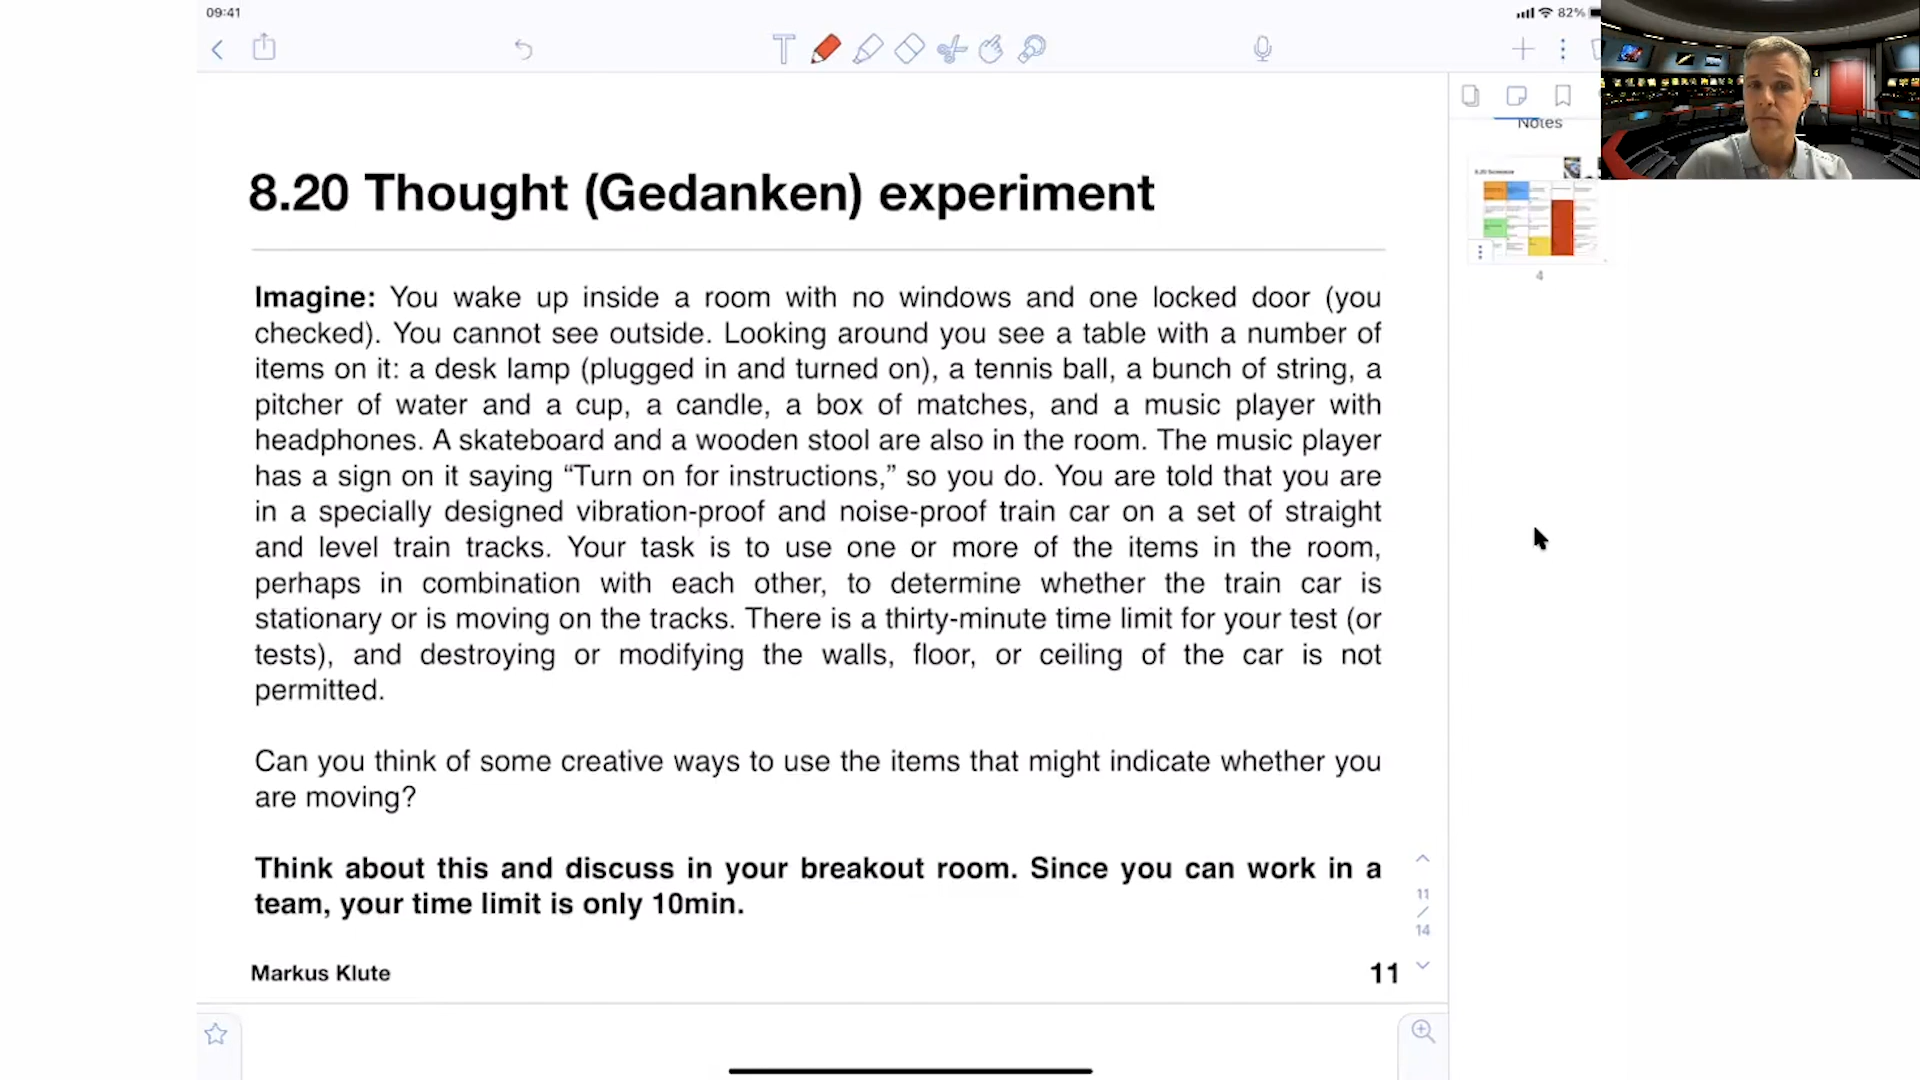 09:41
82%
Notes
8.20 Thought (Gedanken) experiment
Imagine: You wake up inside a room with no windows and one locked door (you
checked). You cannot see outside. Looking around you see a table with a number of
items on it: a desk lamp (plugged in and turned on), a tennis ball, a bunch of string, a
pitcher of water and a cup, a candle, a box of matches, and a music player with
headphones. A skateboard and a wooden stool are also in the room. The music player
has a sign on it saying “Turn on for instructions,” so you do. You are told that you are
in a specially designed vibration-proof and noise-proof train car on a set of straight
and level train tracks. Your task is to use one or more of the items in the room,
perhaps in combination with each other, to determine whether the train car is
stationary or is moving on the tracks. There is a thirty-minute time limit for your test (or
tests), and destroying or modifying the walls, floor, or ceiling of the car is not
permitted.
Can you think of some creative ways to use the items that might indicate whether you
are moving?
Think about this and discuss in your breakout room. Since you can work in a
team, your time limit is only 10min.
Markus Klute
11
11
/
14
4